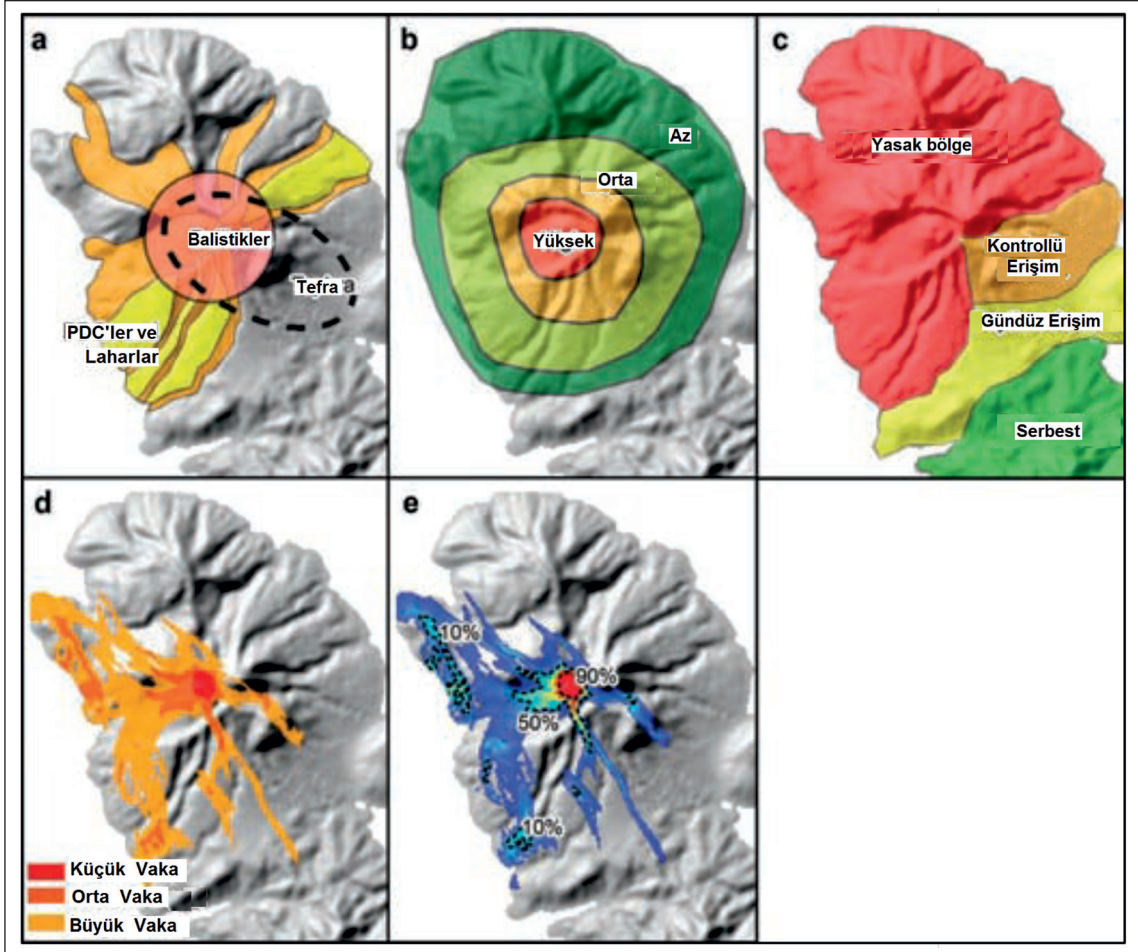 a
Balistikler
Tefra
PDC'ler ve
Laharlar
b
Az
Orta
Yüksek
c
Yasak bölge
Kontrollü
Erişim
Gündüz Erişim
Serbest
d
Küçük Vaka
Orta Vaka
Büyük Vaka
e
10%
90%
50%
10%